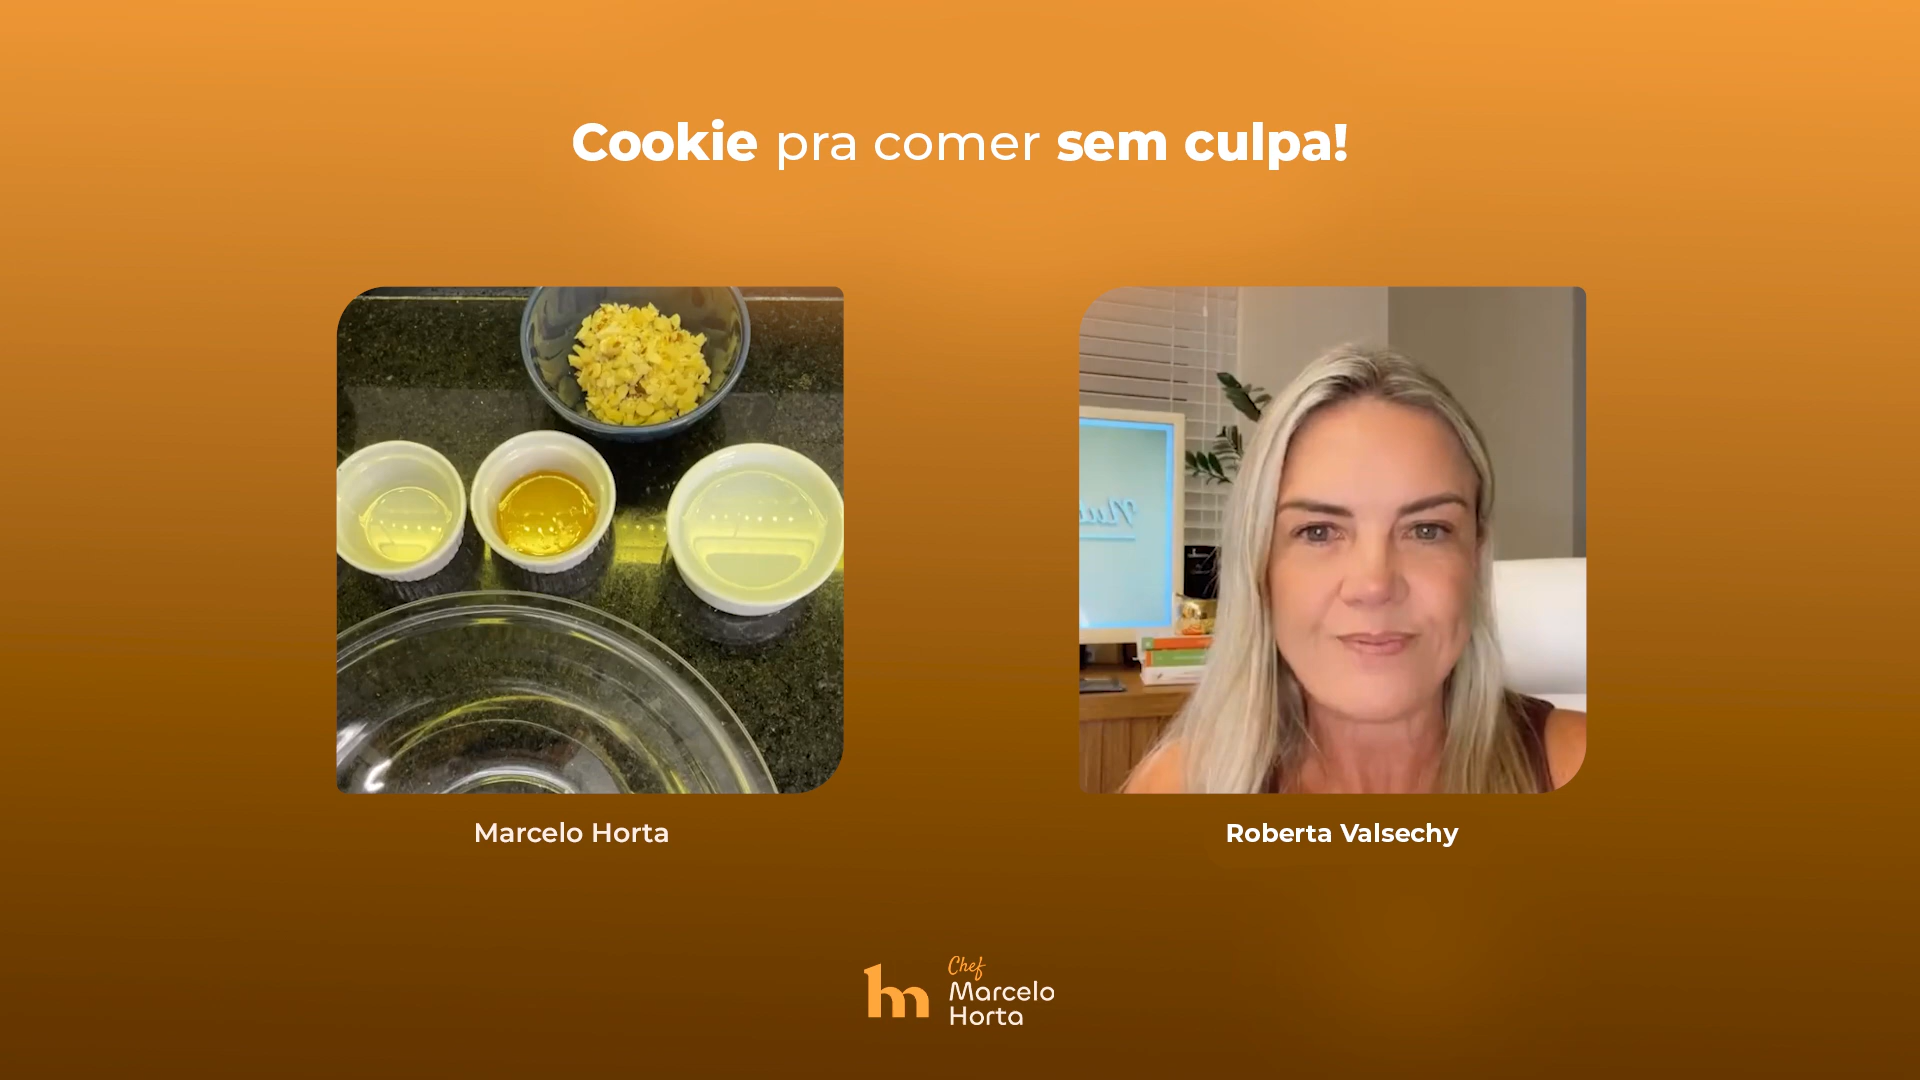 Cookie pra comer sem culpa!
Marcelo Horta
Roberta Valsechy
Chef
Marcelo
Horta